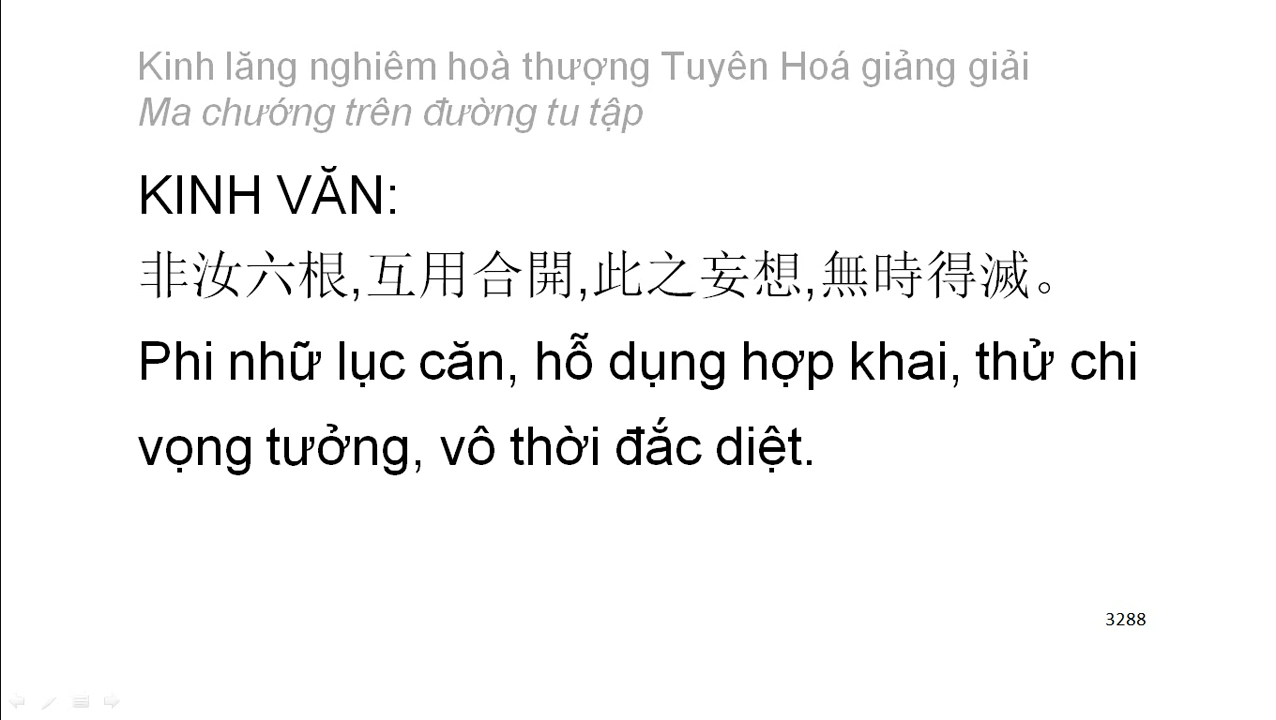 Kinh lăng nghiêm hoà thượng Tuyên Hoá giảng giải
Ma chướng trên đường tu tập
KINH VĂN:
非汝六根,互用合開,此之妄想,無時得滅。
Phi nhữ lục căn, hỗ dụng hợp khai, thử chi
vọng tưởng, vô thời đắc diệt.
3288